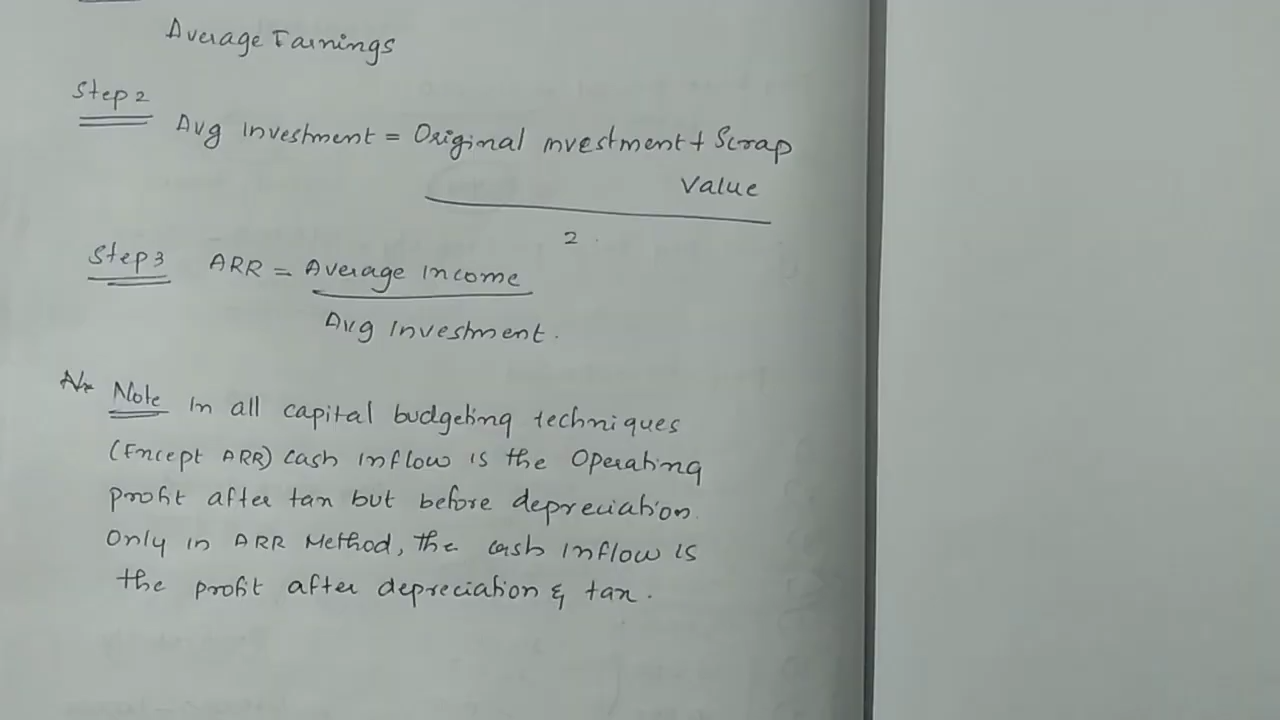 Average Earnings
Step 2
Avg Investment = Original Investment + Scrap
Value
2
Step 3 ARR = Average Income
Avg Investment.
Note In all capital budgeting techniques
(Except ARR) cash inflow is the Operating
profit after tax but before depreciation.
Only in ARR Method, the cash inflow is
the profit after depreciation & tax.